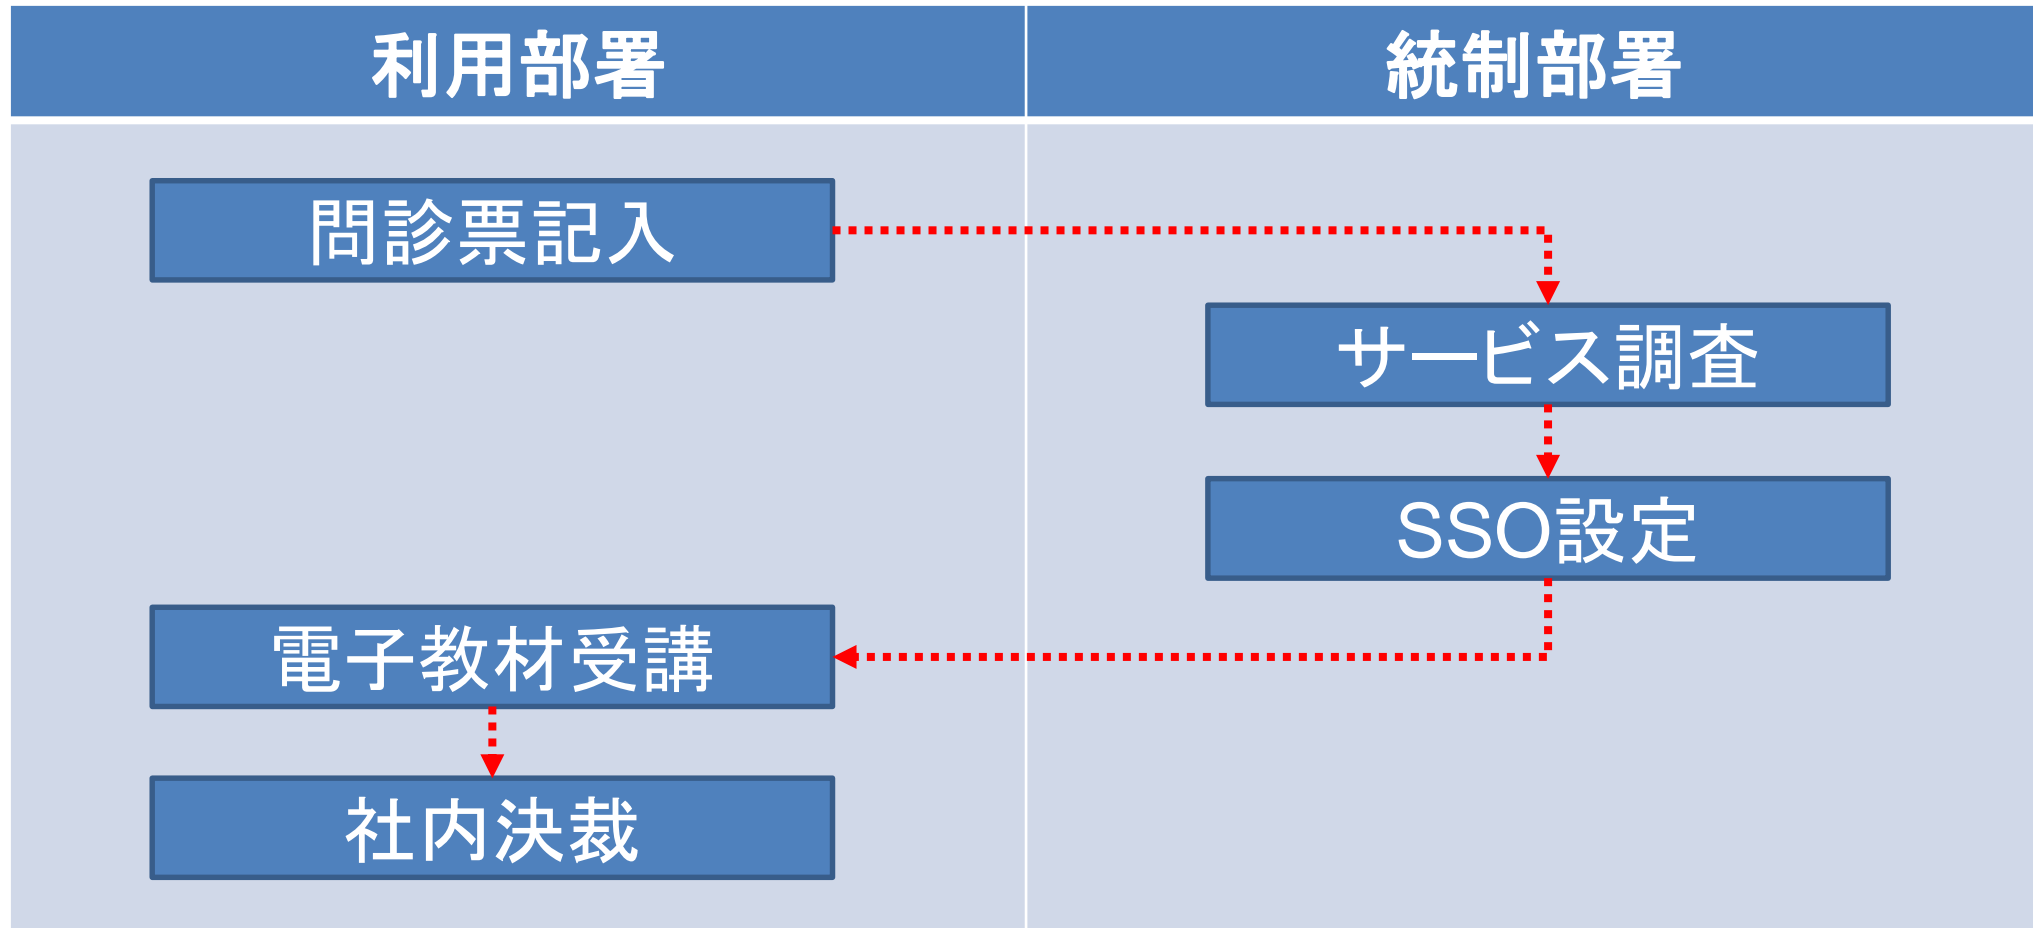 利用部署
統制部署
問診票記入
サービス調査
SSO設定
電子教材受講
社内決裁